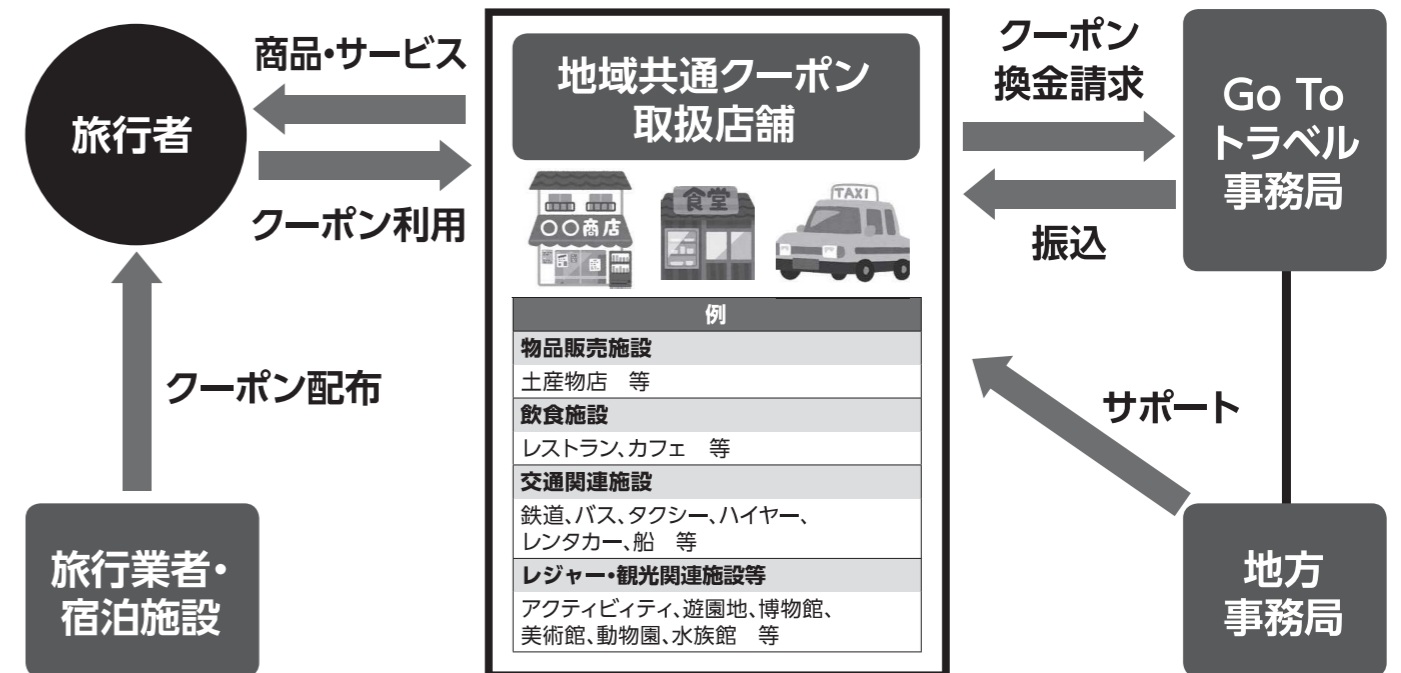 旅行者
商品・サービス
クーポン利用
クーポン配布
旅行業者・
宿泊施設
地域共通クーポン
取扱店舗
〇〇商店
食堂
TAXI
例
物品販売施設
土産物店　等
飲食施設
レストラン、カフェ　等
交通関連施設
鉄道、バス、タクシー、ハイヤー、
レンタカー、船　等
レジャー・観光関連施設等
アクティビィティ、遊園地、博物館、
美術館、動物園、水族館　等
クーポン
換金請求
振込
Go To
トラベル
事務局
サポート
地方
事務局